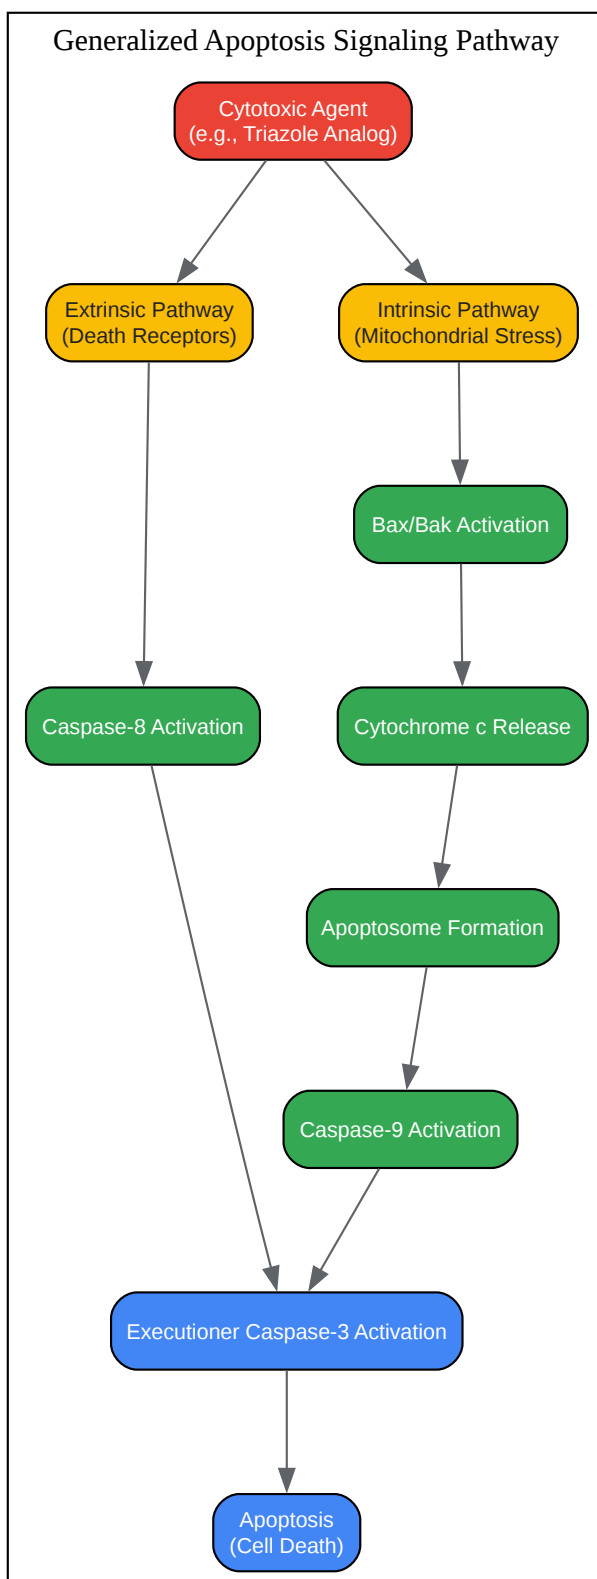 Generalized Apoptosis Signaling Pathway
Cytotoxic Agent
(e.g., Triazole Analog)
Extrinsic Pathway
(Death Receptors)
Intrinsic Pathway
(Mitochondrial Stress)
Bax/Bak Activation
Caspase-8 Activation
Cytochrome c Release
Apoptosome Formation
Caspase-9 Activation
Executioner Caspase-3 Activation
Apoptosis
(Cell Death)